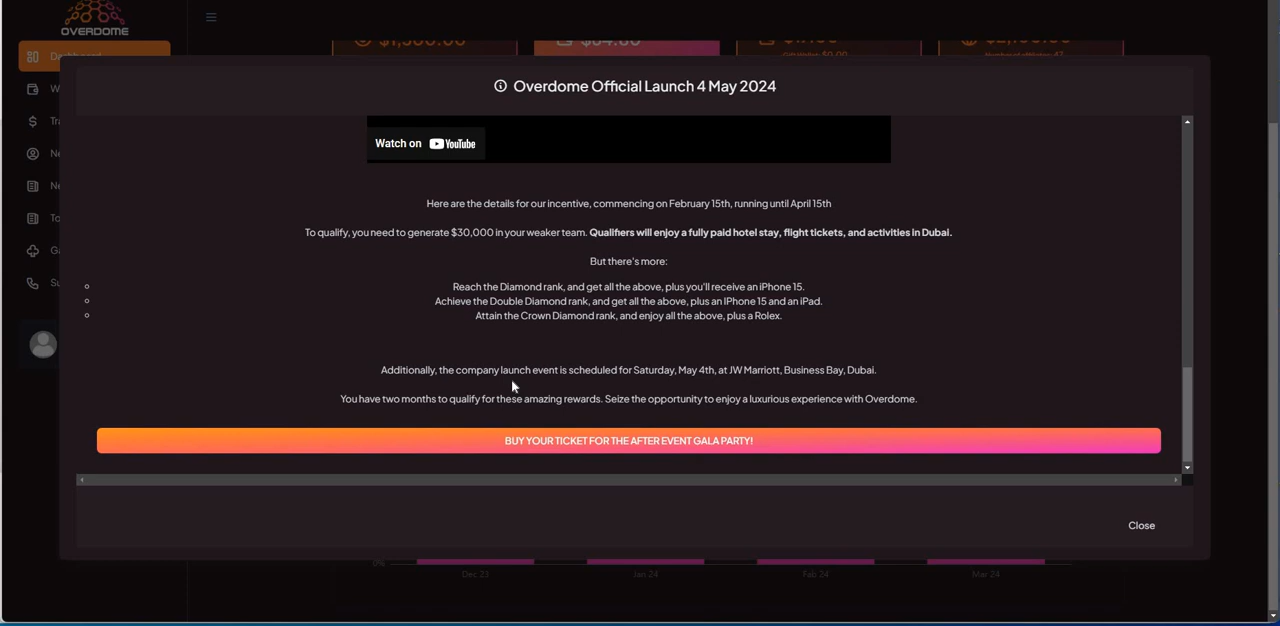 OVERDOME
Overdome Official Launch 4 May 2024
Watch on YouTube
Here are the details for our incentive, commencing on February 15th, running until April 15th
To qualify, you need to generate $30,000 in your weaker team. Qualifiers will enjoy a fully paid hotel stay, flight tickets, and activities in Dubai.
But there's more:
Reach the Diamond rank, and get all the above, plus you'll receive an iPhone 15.
Achieve the Double Diamond rank, and get all the above, plus an IPhone 15 and an iPad.
Attain the Crown Diamond rank, and enjoy all the above, plus a Rolex.
Additionally, the company launch event is scheduled for Saturday, May 4th, at JW Marriott, Business Bay, Dubai.
You have two months to qualify for these amazing rewards. Seize the opportunity to enjoy a luxurious experience with Overdome.
BUY YOUR TICKET FOR THE AFTER EVENT GALA PARTY!
Close
0%
Dec 23 Jan 24 Fab 24 Mar 24